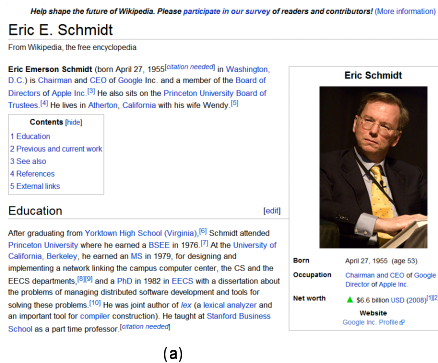 Help shape the future of Wikipedia. Please participate in our survey of readers and contributors! (More information)
Eric E. Schmidt
From Wikipedia, the free encyclopedia
Eric Emerson Schmidt (born April 27, 1955[citation needed] in Washington,
D.C.) is Chairman and CEO of Google Inc. and a member of the Board of
Directors of Apple Inc.[3] He also sits on the Princeton University Board of
Trustees.[4] He lives in Atherton, California with his wife Wendy.[5]
Contents [hide]
1 Education
2 Previous and current work
3 See also
4 References
5 External links
Education [edit]
After graduating from Yorktown High School (Virginia),[6] Schmidt attended
Princeton University where he earned a BSEE in 1976.[7] At the University of
California, Berkeley, he earned an MS in 1979, for designing and
implementing a network linking the campus computer center, the CS and the
EECS departments,[8][9] and a PhD in 1982 in EECS with a dissertation about
the problems of managing distributed software development and tools for
solving these problems.[10] He was joint author of lex (a lexical analyzer and
an important tool for compiler construction). He taught at Stanford Business
School as a part time professor.[citation needed]
Eric Schmidt
Born April 27, 1955 (age 53)
Occupation Chairman and CEO of Google
Director of Apple Inc.
Net worth ▲ $6.6 billion USD (2008)[1][2]
Website
Google Inc. Profile
(a)